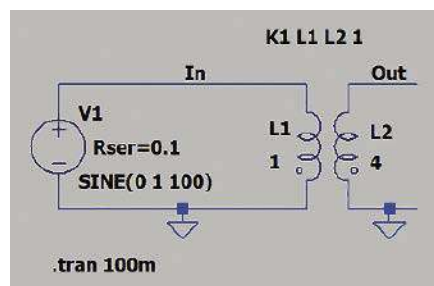 K1 L1 L2 1
In
Out
V1
Rser=0.1
SINE(0 1 100)
L1
1
L2
4
.tran 100m